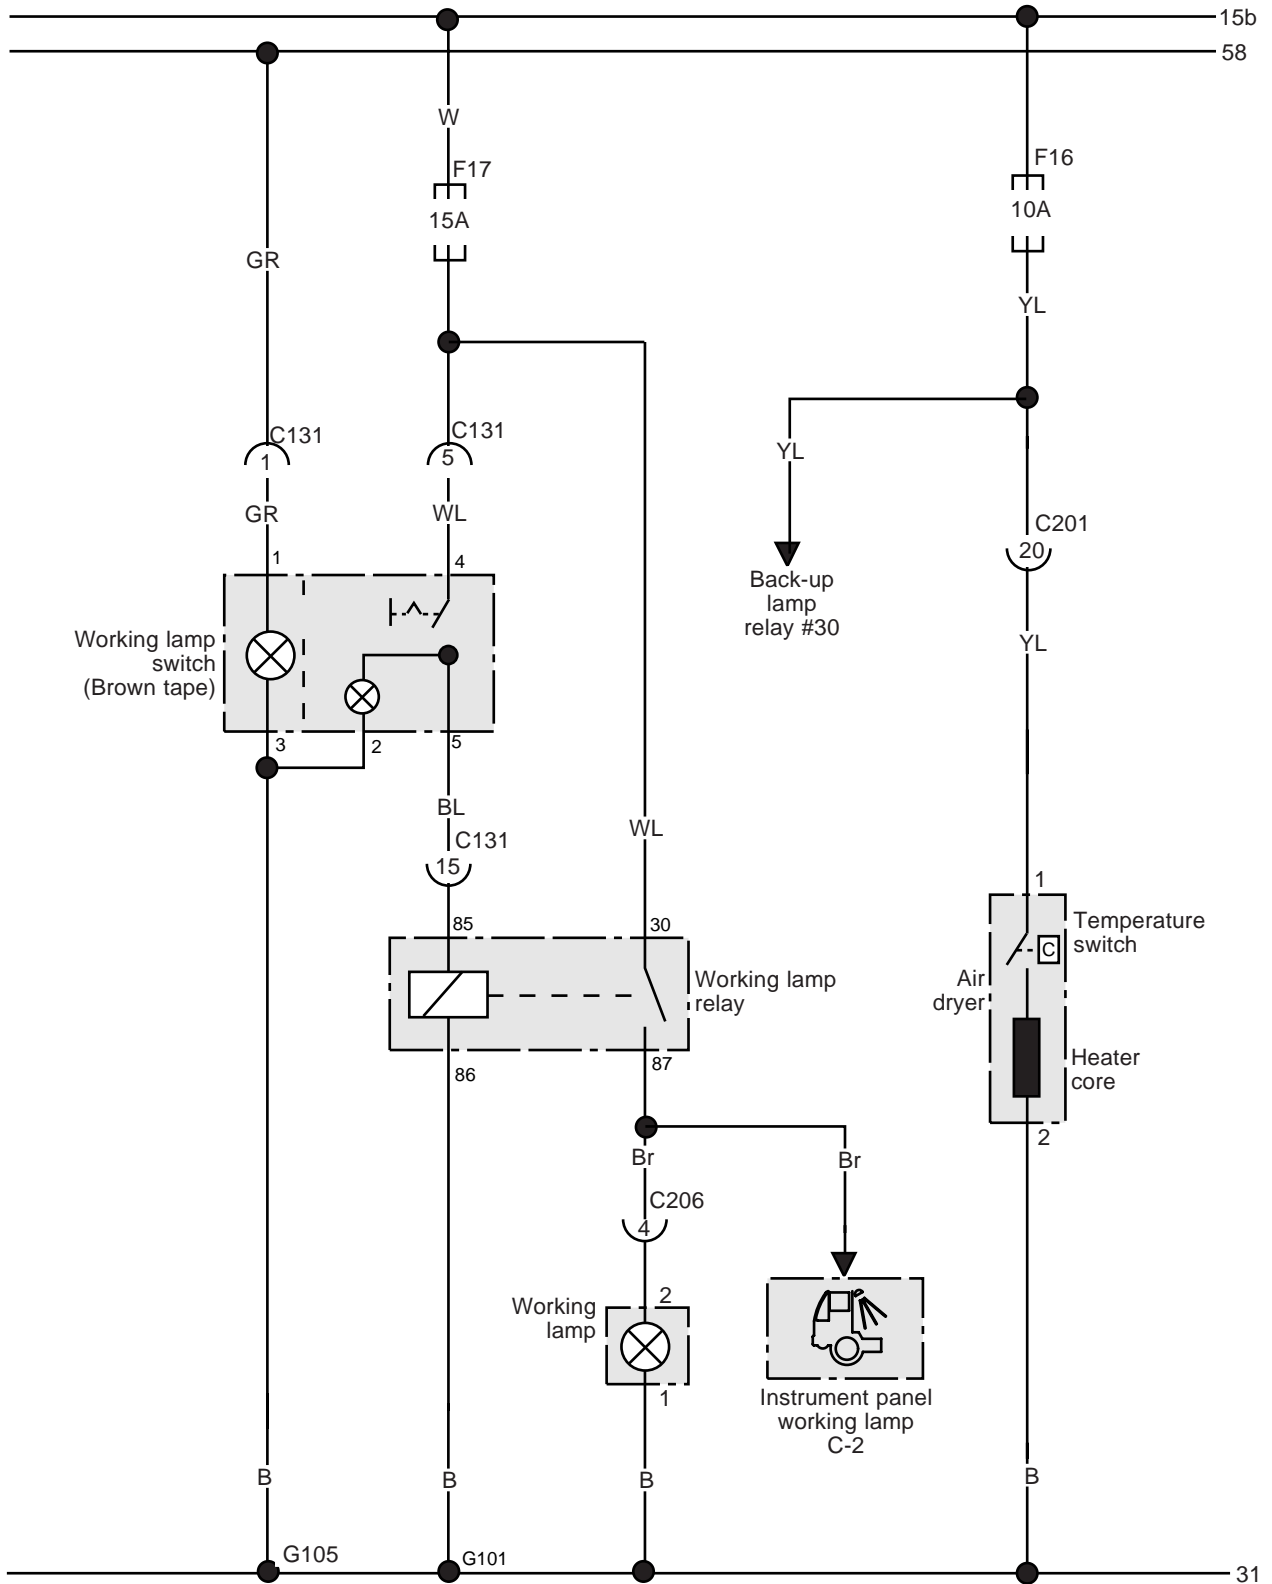 15b
58
W
F17
15A
F16
10A
GR
YL
C131
1
C131
5
YL
GR
WL
C201
20
1
4
Back-up
lamp
relay #30
Working lamp
switch
(Brown tape)
YL
3
2
5
BL
C131
15
WL
1
85
30
Temperature
switch
C
Working lamp
relay
Air
dryer
Heater
core
86
87
2
Br
Br
C206
4
Working
lamp
2
1
Instrument panel
working lamp
C-2
B
B
B
B
G105
G101
31